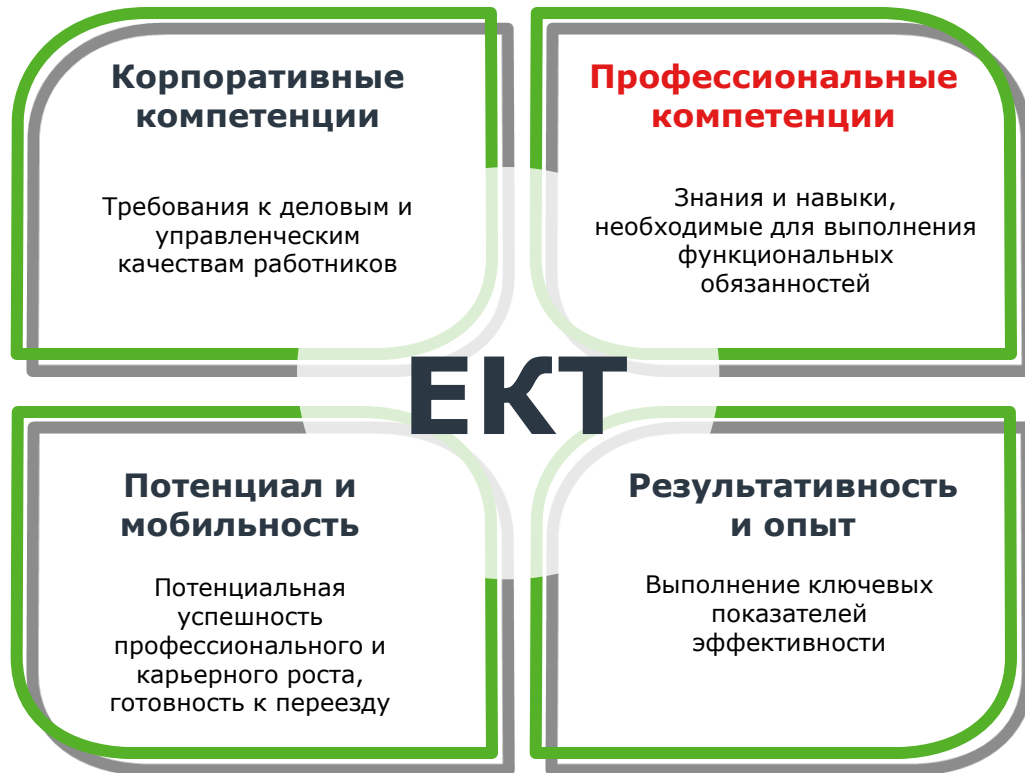 Корпоративные
компетенции
Требования к деловым и
управленческим
качествам работников
Профессиональные
компетенции
Знания и навыки,
необходимые для выполнения
функциональных
обязанностей
ЕКТ
Потенциал и
мобильность
Потенциальная
успешность
профессионального и
карьерного роста,
готовность к переезду
Результативность
и опыт
Выполнение ключевых
показателей
эффективности